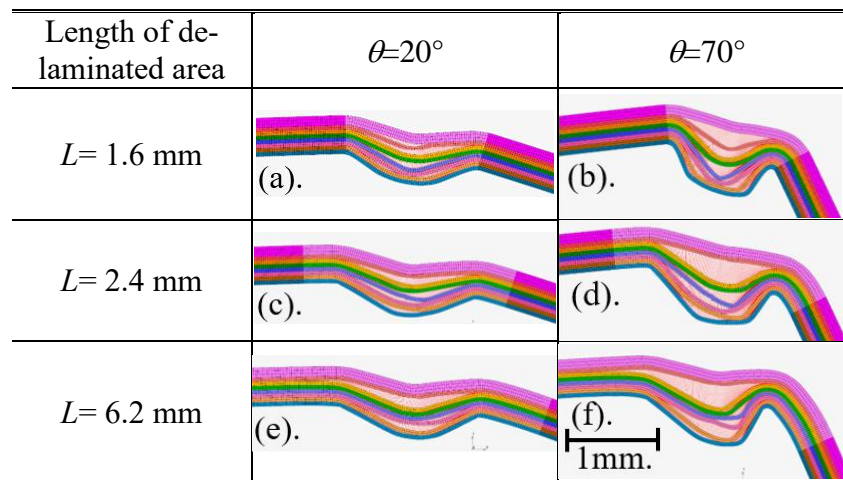 Length of de-
laminated area
θ=20°
θ=70°
L= 1.6 mm
(a).
(b).
L= 2.4 mm
(c).
(d).
L= 6.2 mm
(e).
(f).
1mm.